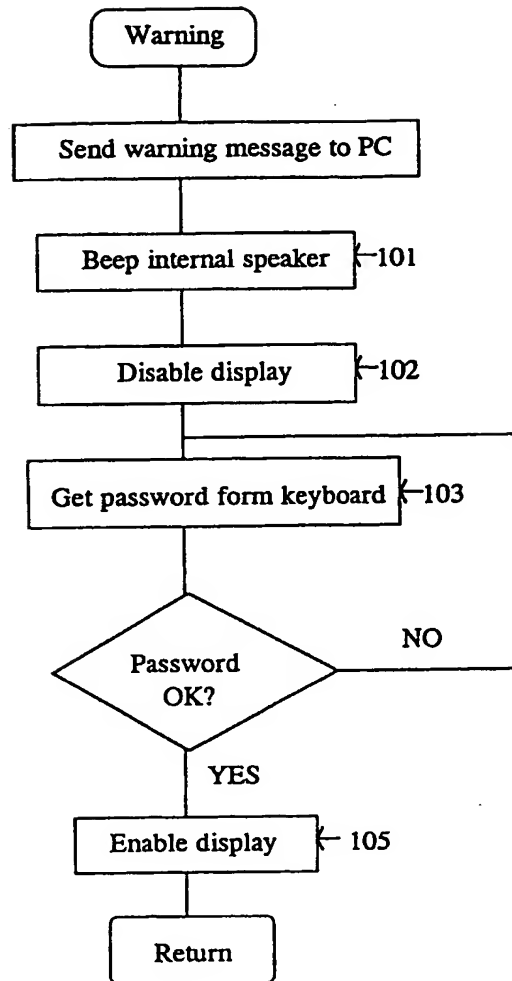 Warning
Send warning message to PC
Beep internal speaker
101
Disable display
102
Get password form keyboard
103
Password
OK?
NO
YES
Enable display
105
Return